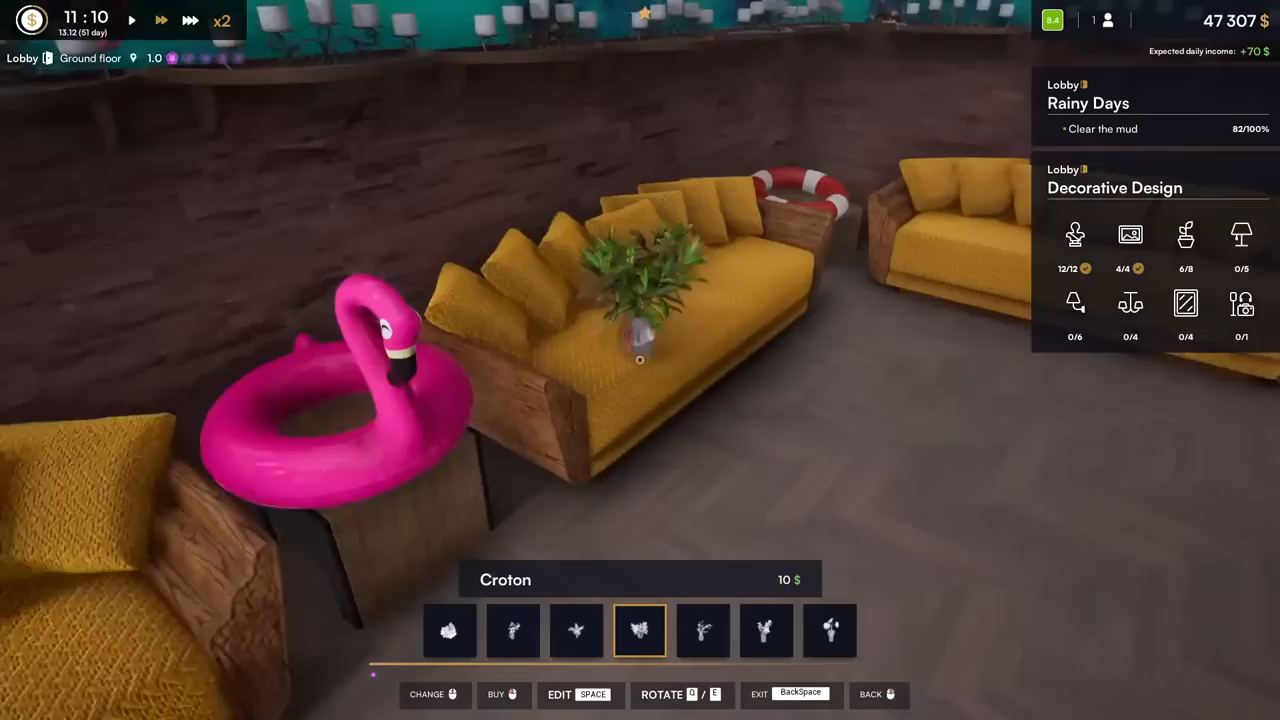 11:10
x2
13.12 (51 day)
Lobby Ground floor 1.0
8.4
1
47 307 $
Expected daily income: +70 $
Lobby
Rainy Days
Clear the mud 82/100%
Lobby
Decorative Design
12/12 4/4 6/8 0/5
0/6 0/4 0/4 0/1
Croton 10 $
CHANGE BUY EDIT SPACE ROTATE Q / E EXIT BackSpace BACK